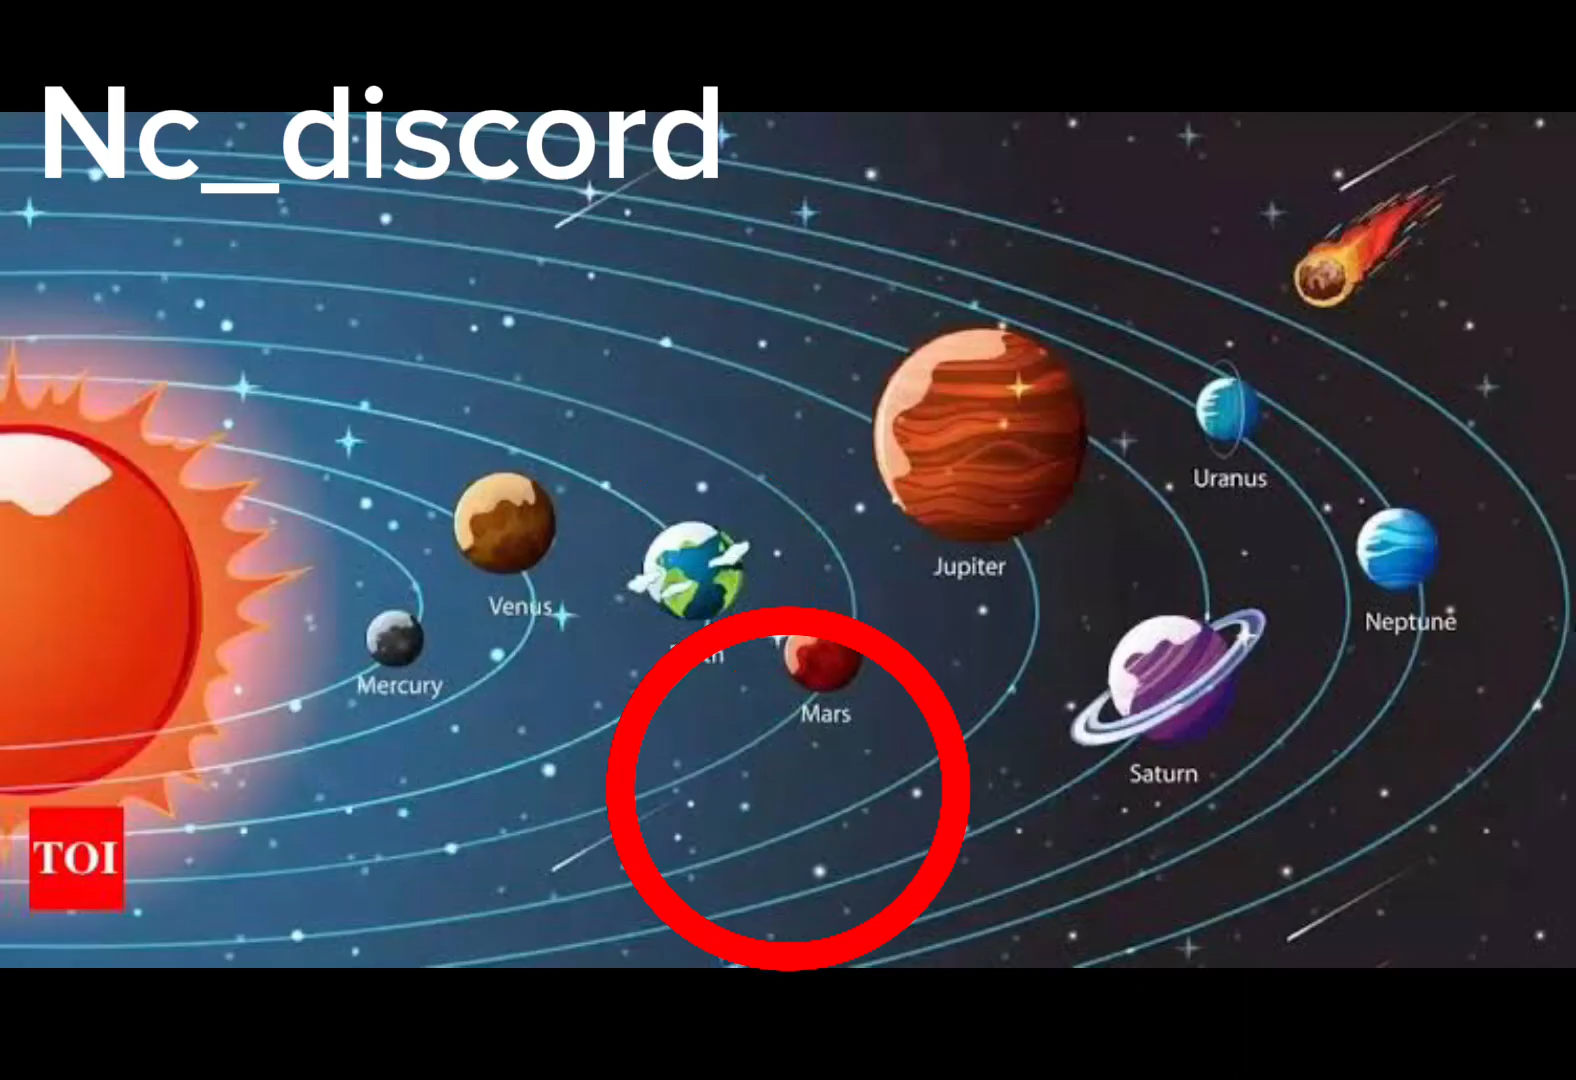 Nc_discord
Uranus
Jupiter
Venus
Neptune
Mercury
Mars
Saturn
TOI